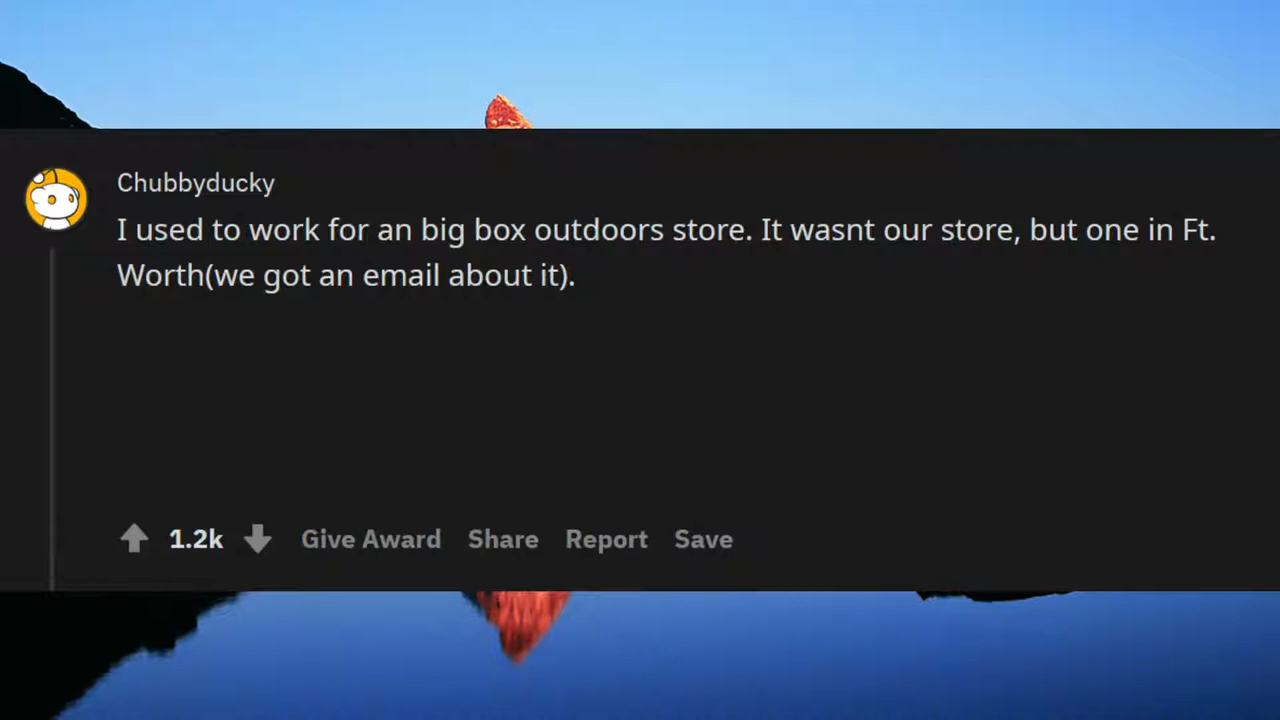 Chubbyducky
I used to work for an big box outdoors store. It wasnt our store, but one in Ft.
Worth(we got an email about it).
1.2k Give Award Share Report Save